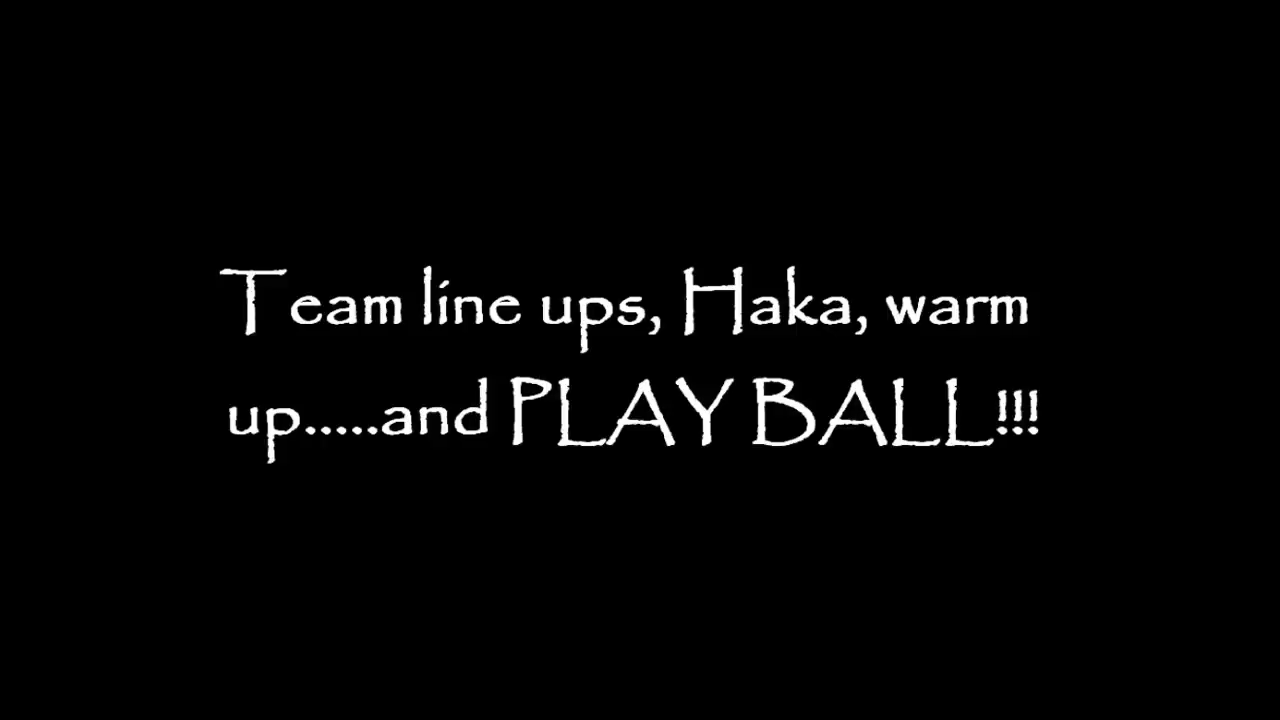 Team line ups, Haka, warm
up.....and PLAY BALL!!!